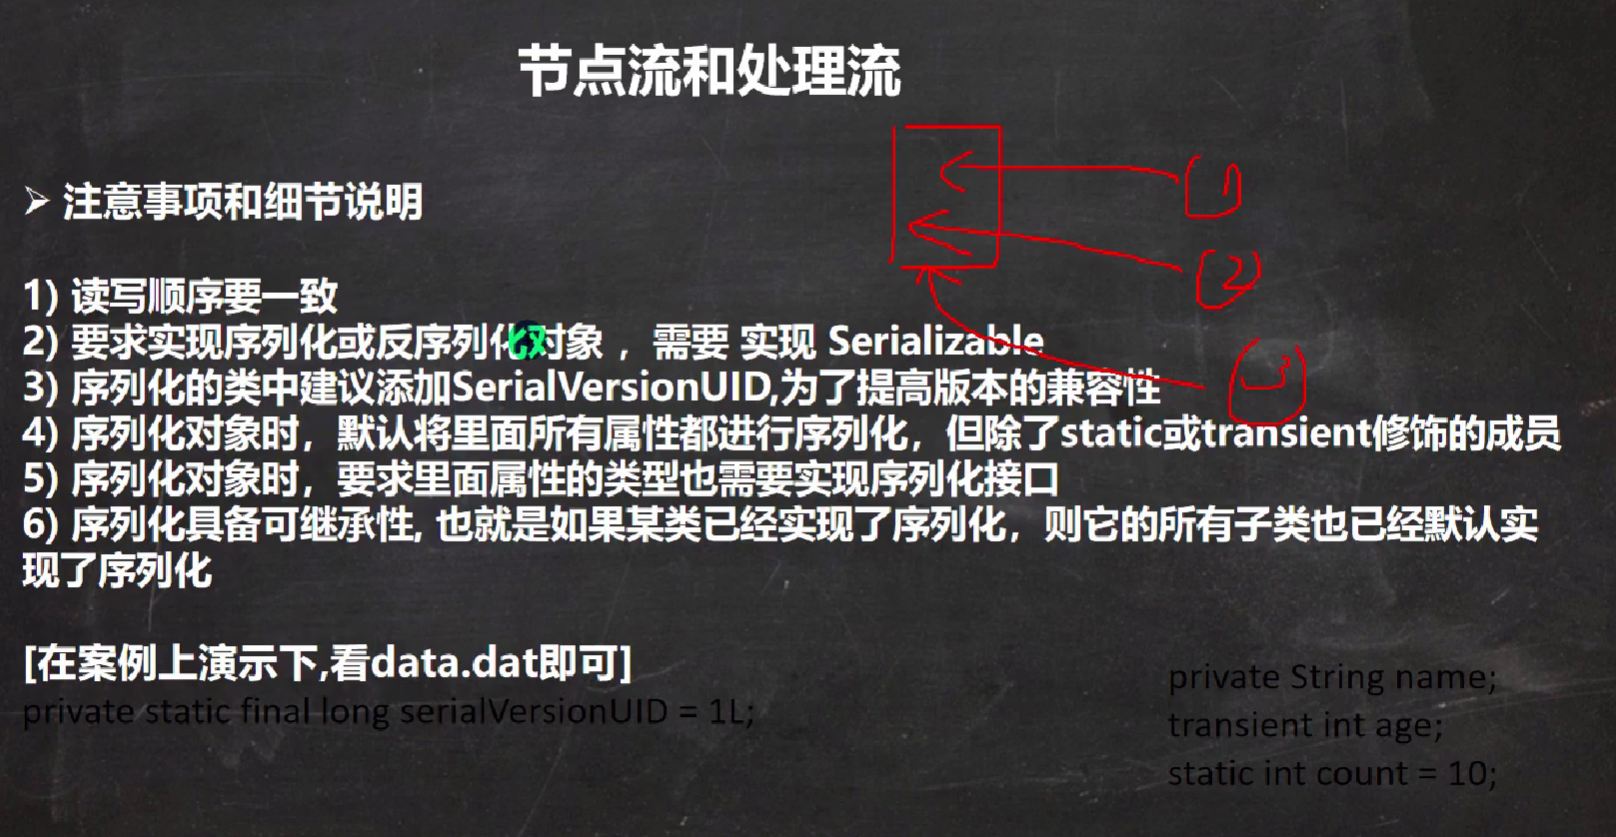 节点流和处理流
➢ 注意事项和细节说明
1) 读写顺序要一致
2) 要求实现序列化或反序列化对象 ，需要 实现 Serializable
3) 序列化的类中建议添加SerialVersionUID,为了提高版本的兼容性
4) 序列化对象时，默认将里面所有属性都进行序列化，但除了static或transient修饰的成员
5) 序列化对象时，要求里面属性的类型也需要实现序列化接口
6) 序列化具备可继承性, 也就是如果某类已经实现了序列化，则它的所有子类也已经默认实
现了序列化
[在案例上演示下,看data.dat即可]
private static final long serialVersionUID = 1L;
private String name;
transient int age;
static int count = 10;
1
2
3